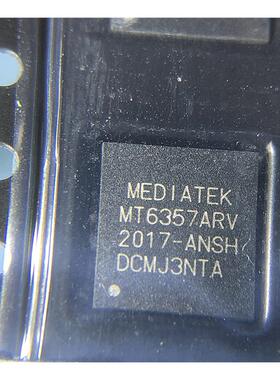 MEDIATEK
MT6357ARV
2017-ANSH
DCMJ3NTA